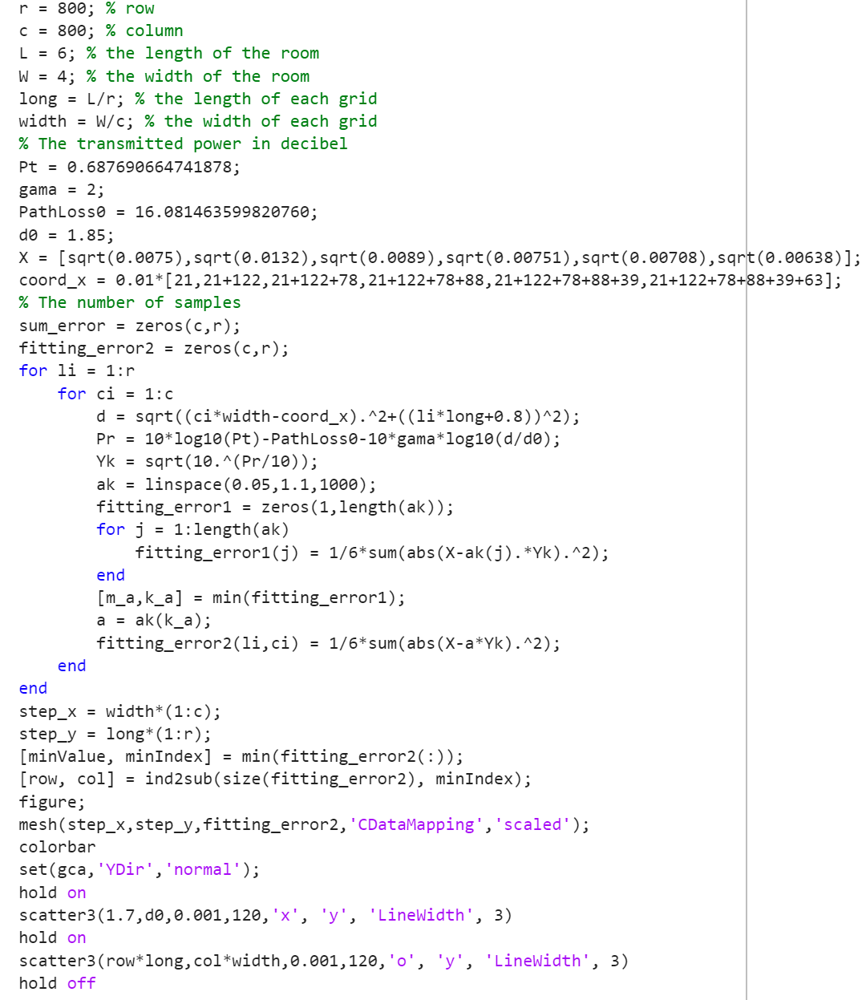 r = 800; % row
c = 800; % column
L = 6; % the length of the room
W = 4; % the width of the room
long = L/r; % the length of each grid
width = W/c; % the width of each grid
% The transmitted power in decibel
Pt = 0.687690664741878;
gama = 2;
PathLoss0 = 16.081463599820760;
d0 = 1.85;
X = [sqrt(0.0075),sqrt(0.0132),sqrt(0.0089),sqrt(0.00751),sqrt(0.00708),sqrt(0.00638)];
coord_x = 0.01*[21,21+122,21+122+78,21+122+78+88,21+122+78+88+39,21+122+78+88+39+63];
% The number of samples
sum_error = zeros(c,r);
fitting_error2 = zeros(c,r);
for li = 1:r
    for ci = 1:c
        d = sqrt((ci*width-coord_x).^2+((li*long+0.8))^2);
        Pr = 10*log10(Pt)-PathLoss0-10*gama*log10(d/d0);
        Yk = sqrt(10.^(Pr/10));
        ak = linspace(0.05,1.1,1000);
        fitting_error1 = zeros(1,length(ak));
        for j = 1:length(ak)
            fitting_error1(j) = 1/6*sum(abs(X-ak(j).*Yk).^2);
        end
        [m_a,k_a] = min(fitting_error1);
        a = ak(k_a);
        fitting_error2(li,ci) = 1/6*sum(abs(X-a*Yk).^2);
    end
end
step_x = width*(1:c);
step_y = long*(1:r);
[minValue, minIndex] = min(fitting_error2(:));
[row, col] = ind2sub(size(fitting_error2), minIndex);
figure;
mesh(step_x,step_y,fitting_error2,'CDataMapping','scaled');
colorbar
set(gca,'YDir','normal');
hold on
scatter3(1.7,d0,0.001,120,'x', 'y', 'LineWidth', 3)
hold on
scatter3(row*long,col*width,0.001,120,'o', 'y', 'LineWidth', 3)
hold off